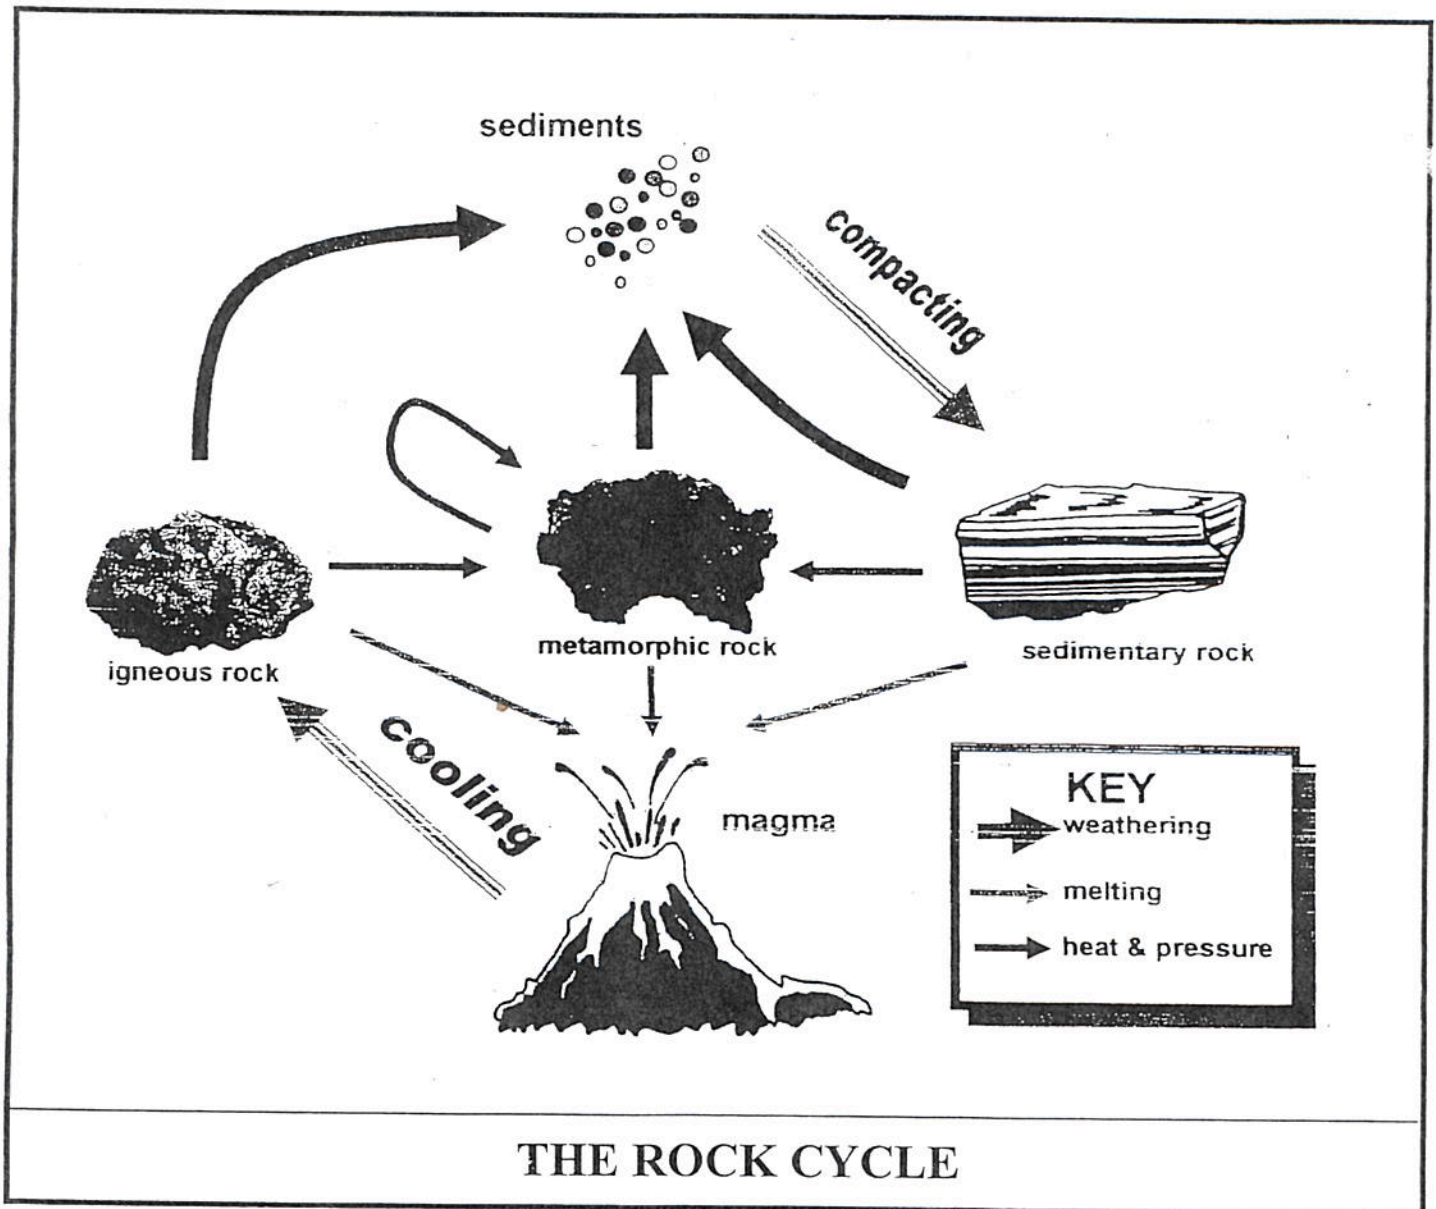 sediments
compacting
igneous rock
metamorphic rock
sedimentary rock
cooling
magma
KEY
weathering
melting
heat & pressure
THE ROCK CYCLE